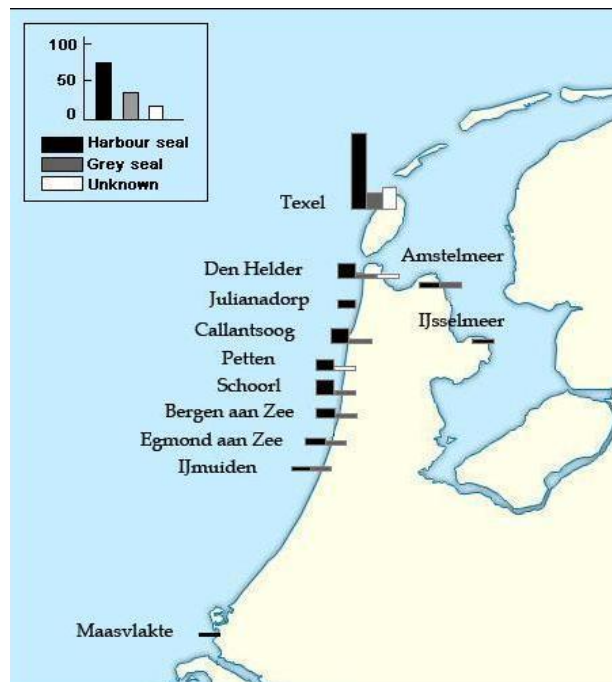 100
50
0
Harbour seal
Grey seal
Unknown
Texel
Amstelmeer
Den Helder
Julianadorp
IJsselmeer
Callantsoog
Petten
Schoorl
Bergen aan Zee
Egmond aan Zee
IJmuiden
Maasvlakte